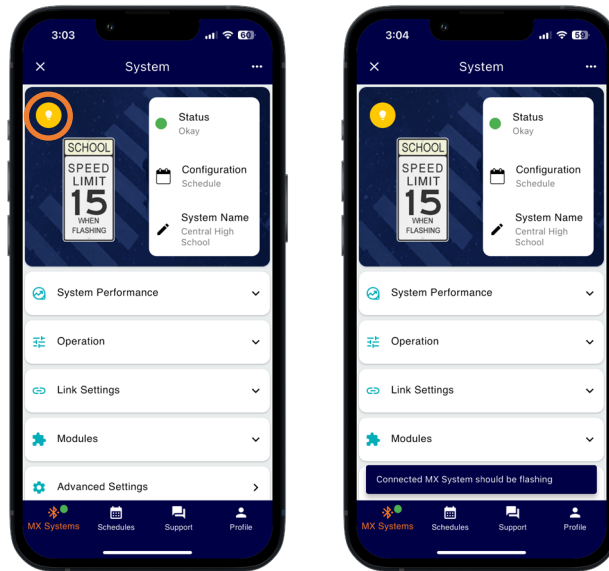 3:03
60
System
SCHOOL
SPEED
LIMIT
15
WHEN
FLASHING
Status
Okay
Configuration
Schedule
System Name
Central High
School
System Performance
Operation
Link Settings
Modules
Advanced Settings
MX Systems
Schedules
Support
Profile
3:04
59
System
SCHOOL
SPEED
LIMIT
15
WHEN
FLASHING
Status
Okay
Configuration
Schedule
System Name
Central High
School
System Performance
Operation
Link Settings
Modules
Connected MX System should be flashing
MX Systems
Schedules
Support
Profile